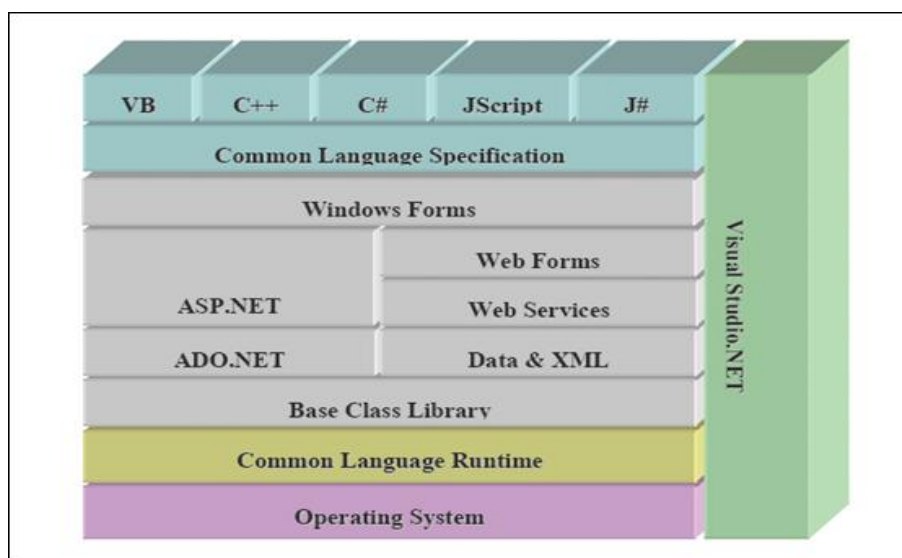 VB C++ C# JScript J#
Common Language Specification
Windows Forms
Web Forms
ASP.NET
Web Services
ADO.NET Data & XML
Base Class Library
Common Language Runtime
Operating System
Visual Studio.NET